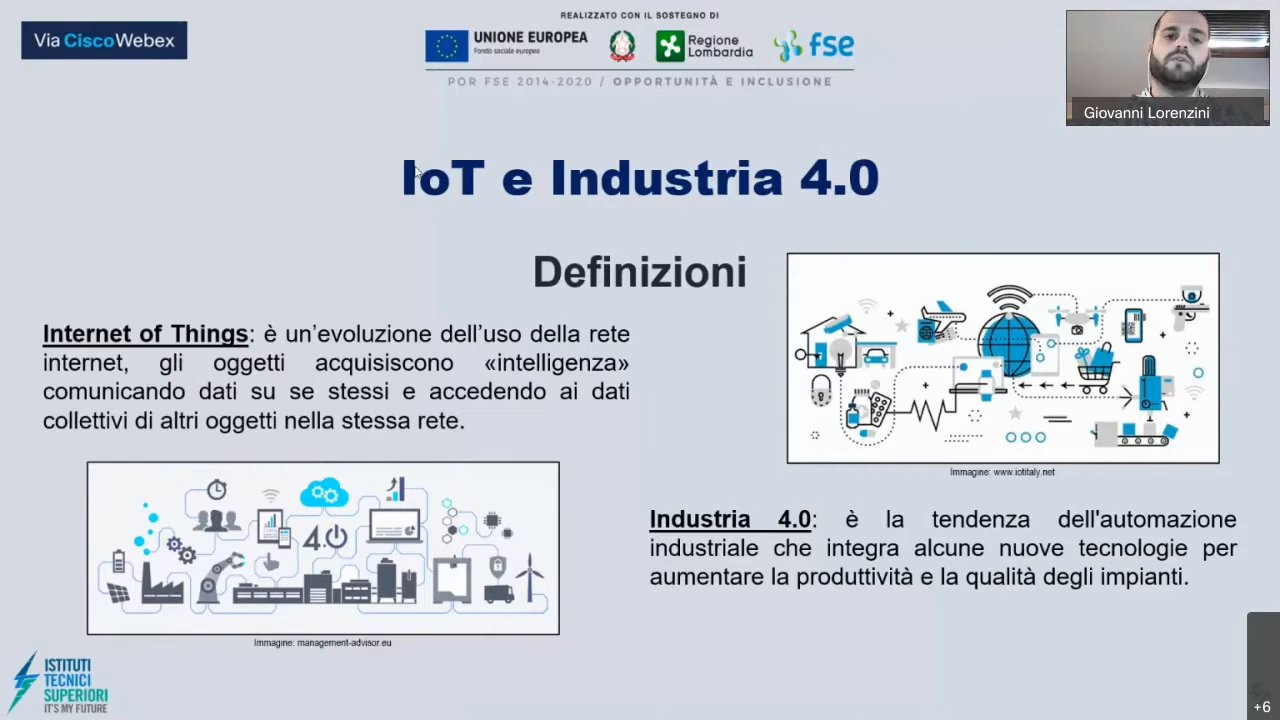 REALIZZATO CON IL SOSTEGNO DI
Via CiscoWebex
UNIONE EUROPEA
Fondo sociale europeo
Regione
Lombardia
fse
POR FSE 2014-2020 / OPPORTUNITÀ E INCLUSIONE
Giovanni Lorenzini
IoT e Industria 4.0
Definizioni
Internet of Things: è un’evoluzione dell’uso della rete
internet, gli oggetti acquisiscono «intelligenza»
comunicando dati su se stessi e accedendo ai dati
collettivi di altri oggetti nella stessa rete.
Immagine: www.iotitaly.net
4.0
Immagine: management-advisor.eu
Industria 4.0: è la tendenza dell'automazione
industriale che integra alcune nuove tecnologie per
aumentare la produttività e la qualità degli impianti.
ISTITUTI
TECNICI
SUPERIORI
IT'S MY FUTURE
+6